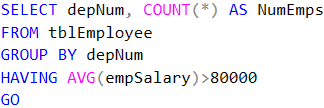 SELECT depNum, COUNT(*) AS NumEmps
FROM tblEmployee
GROUP BY depNum
HAVING AVG(empSalary)>80000
GO